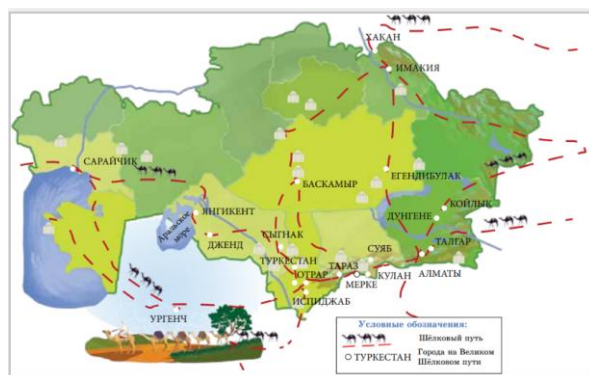 ХАКАН
ИМАКИЯ
САРАЙЧИК
БАСКАМЫР
ЕГЕНДИБУЛАК
ЯНГИКЕНТ
Аральское
море
ДЖЕНД
СЫГНАК
ТУРКЕСТАН
ОТРАР
ИСПИДЖАБ
ТАРАЗ
МЕРКЕ
СУЯБ
КУЛАН
ДУНГЕНЕ
КОЙЛЫК
ТАЛГАР
АЛМАТЫ
УРГЕНЧ
Условные обозначения:
Шёлковый путь
ТУРКЕСТАН
Города на Великом
Шёлковом пути